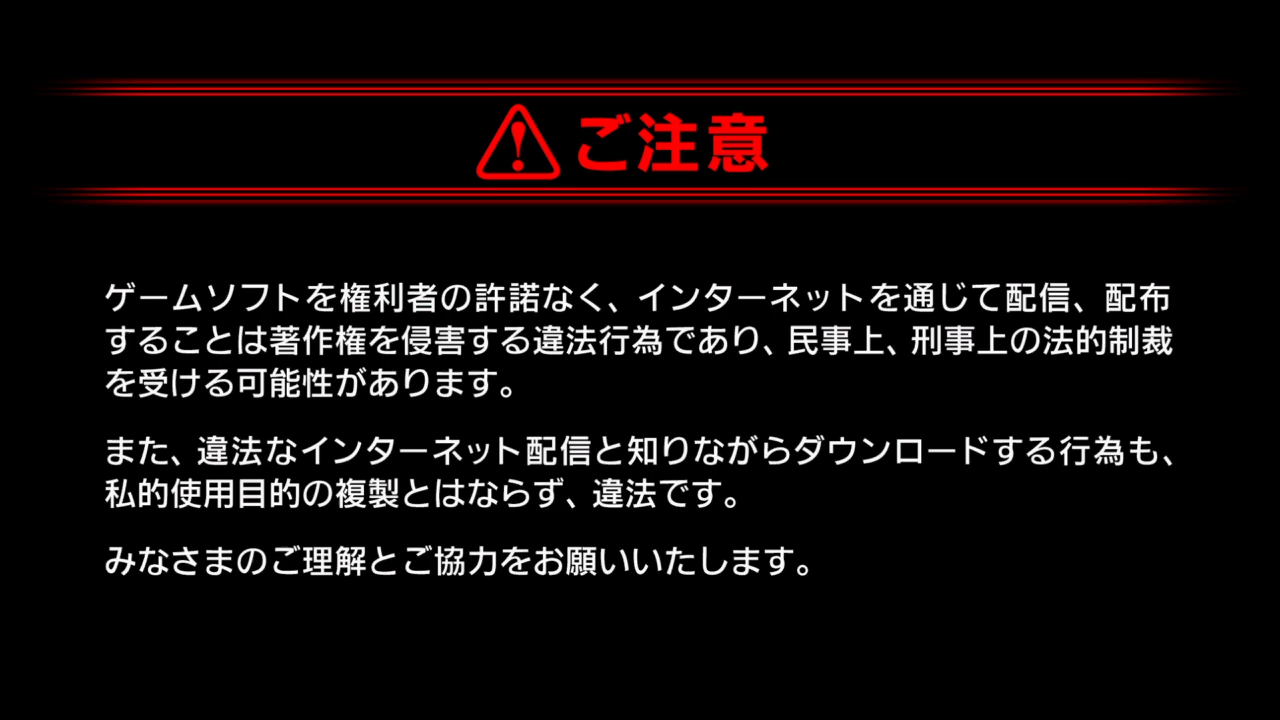 ご注意
ゲームソフトを権利者の許諾なく、インターネットを通じて配信、配布
することは著作権を侵害する違法行為であり、民事上、刑事上の法的制裁
を受ける可能性があります。
また、違法なインターネット配信と知りながらダウンロードする行為も、
私的使用目的の複製とはならず、違法です。
みなさまのご理解とご協力をお願いいたします。